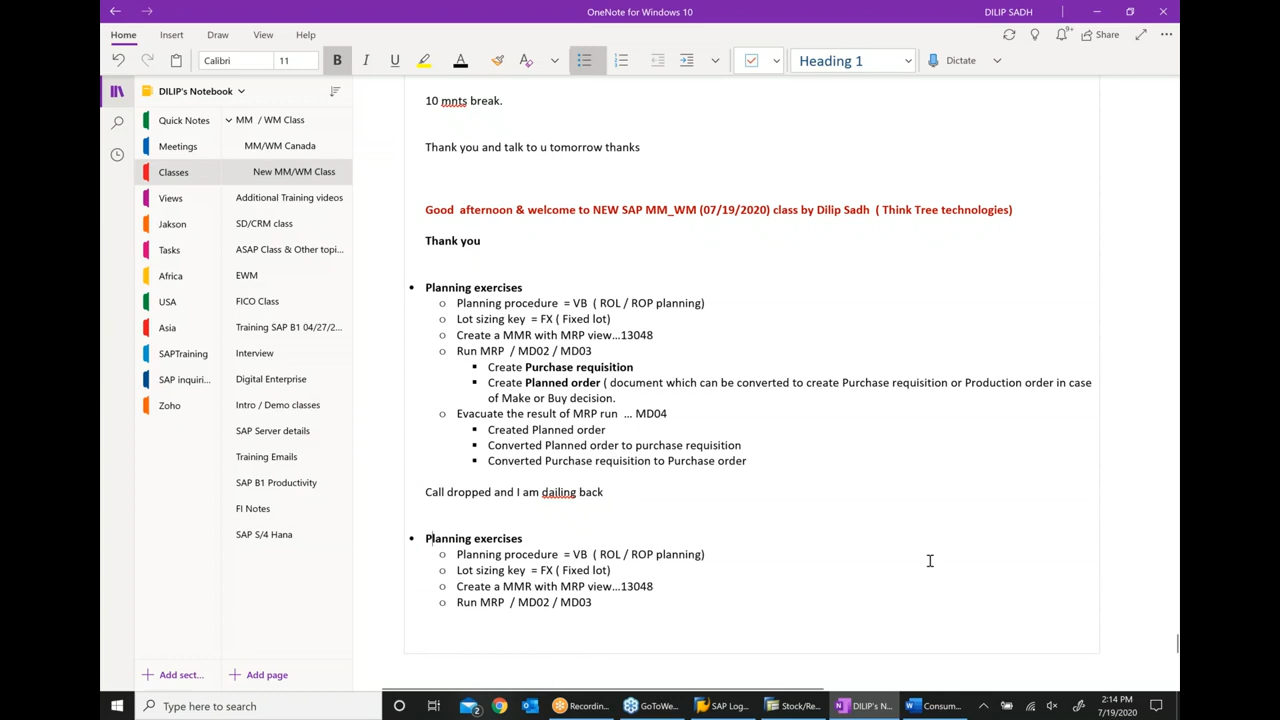 OneNote for Windows 10
DILIP SADH
Home Insert Draw View Help
Share
Calibri 11
Heading 1
Dictate
DILIP's Notebook
Quick Notes
Meetings
Classes
Views
Jakson
Tasks
Africa
USA
Asia
SAPTraining
SAP inquiri...
Zoho
Add sect...
MM / WM Class
MM/WM Canada
New MM/WM Class
Additional Training videos
SD/CRM class
ASAP Class & Other topi...
EWM
FICO Class
Training SAP B1 04/27/2...
Interview
Digital Enterprise
Intro / Demo classes
SAP Server details
Training Emails
SAP B1 Productivity
FI Notes
SAP S/4 Hana
Add page
10 mnts break.
Thank you and talk to u tomorrow thanks
Good afternoon & welcome to NEW SAP MM_WM (07/19/2020) class by Dilip Sadh ( Think Tree technologies)
Thank you
• Planning exercises
o Planning procedure = VB ( ROL / ROP planning)
o Lot sizing key = FX ( Fixed lot)
o Create a MMR with MRP view...13048
o Run MRP / MD02 / MD03
▪ Create Purchase requisition
▪ Create Planned order ( document which can be converted to create Purchase requisition or Production order in case
of Make or Buy decision.
o Evacuate the result of MRP run ... MD04
▪ Created Planned order
▪ Converted Planned order to purchase requisition
▪ Converted Purchase requisition to Purchase order
Call dropped and I am dailing back
• Planning exercises
o Planning procedure = VB ( ROL / ROP planning)
o Lot sizing key = FX ( Fixed lot)
o Create a MMR with MRP view...13048
o Run MRP / MD02 / MD03
Type here to search
2
Recordin...
GoToWe...
SAP Log...
Stock/Re...
DILIP's N...
Consum...
2:14 PM
7/19/2020